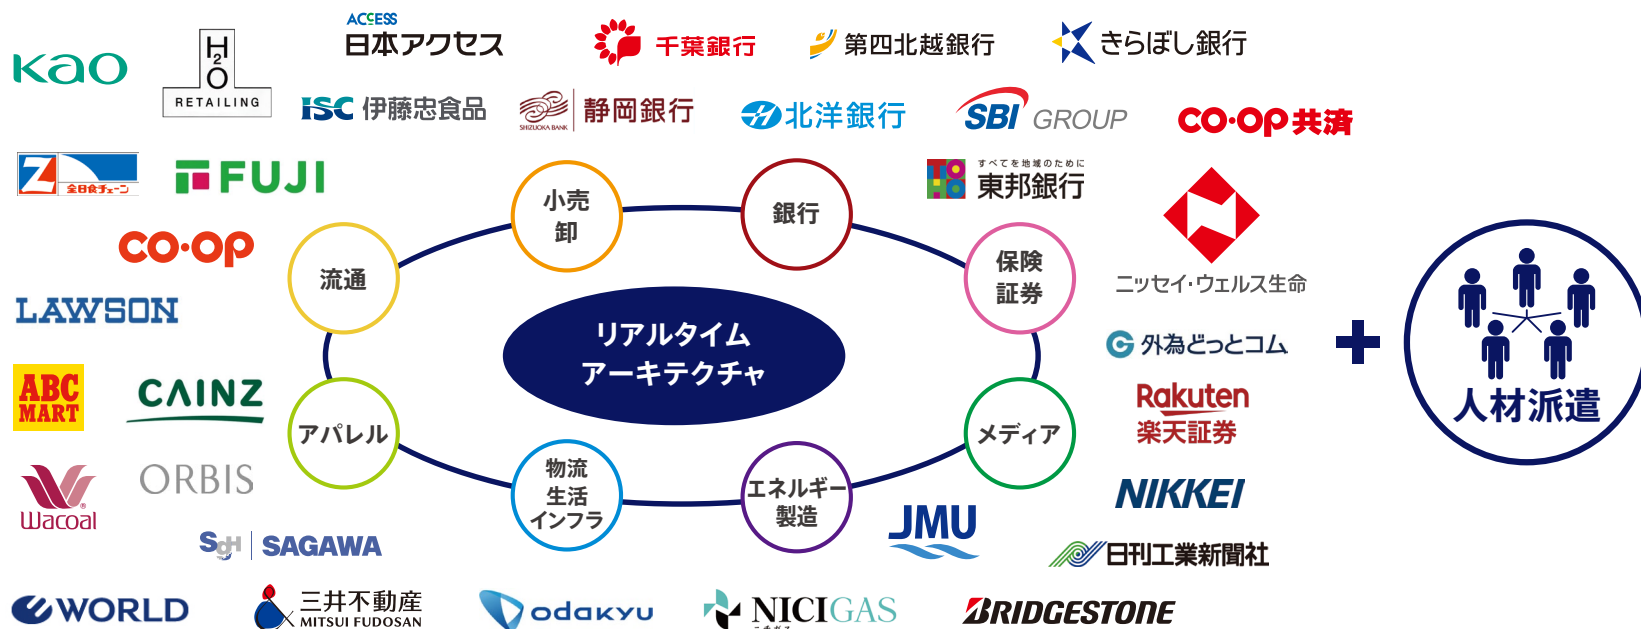 Kao
H2O
RETAILING
ACCESS
日本アクセス
千葉銀行
第四北越銀行
きらぼし銀行
ISC 伊藤忠食品
SHIZUOKA BANK 静岡銀行
北洋銀行
SBI GROUP
CO・OP共済
Z 全日食チェーン
FUJI
小売
卸
銀行
TOHO すべてを地域のために
東邦銀行
CO・OP
流通
保険
証券
ニッセイ・ウェルス生命
LAWSON
リアルタイム
アーキテクチャ
外為どっとコム
人材派遣
ABC
MART
CAINZ
アパレル
メディア
Rakuten
楽天証券
Wacoal
ORBIS
物流
生活
インフラ
エネルギー
製造
JMU
NIKKEI
SGH SAGAWA
日刊工業新聞社
WORLD
三井不動産
MITSUI FUDOSAN
odakyu
NICIGAS
BRIDGESTONE